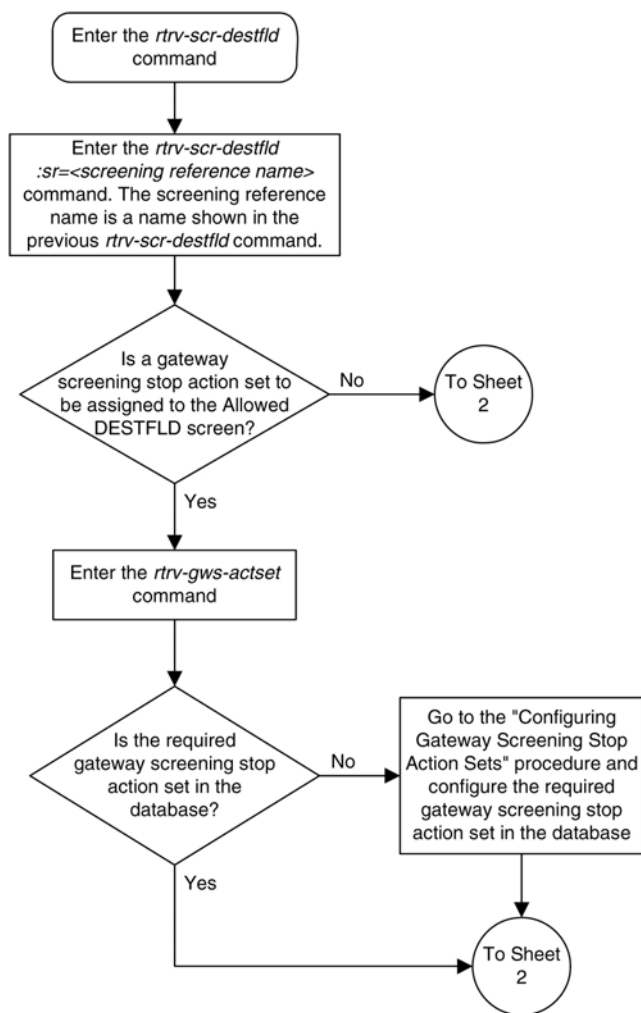 Enter the rtrv-scr-destfld
command
Enter the rtrv-scr-destfld
:sr=<screening reference name>
command. The screening reference
name is a name shown in the
previous rtrv-scr-destfld command.
Is a gateway
screening stop action set to
be assigned to the Allowed
DESTFLD screen?
No
To Sheet
2
Yes
Enter the rtrv-gws-actset
command
Is the required
gateway screening stop
action set in the
database?
No
Go to the "Configuring
Gateway Screening Stop
Action Sets" procedure and
configure the required
gateway screening stop
action set in the database
Yes
To Sheet
2